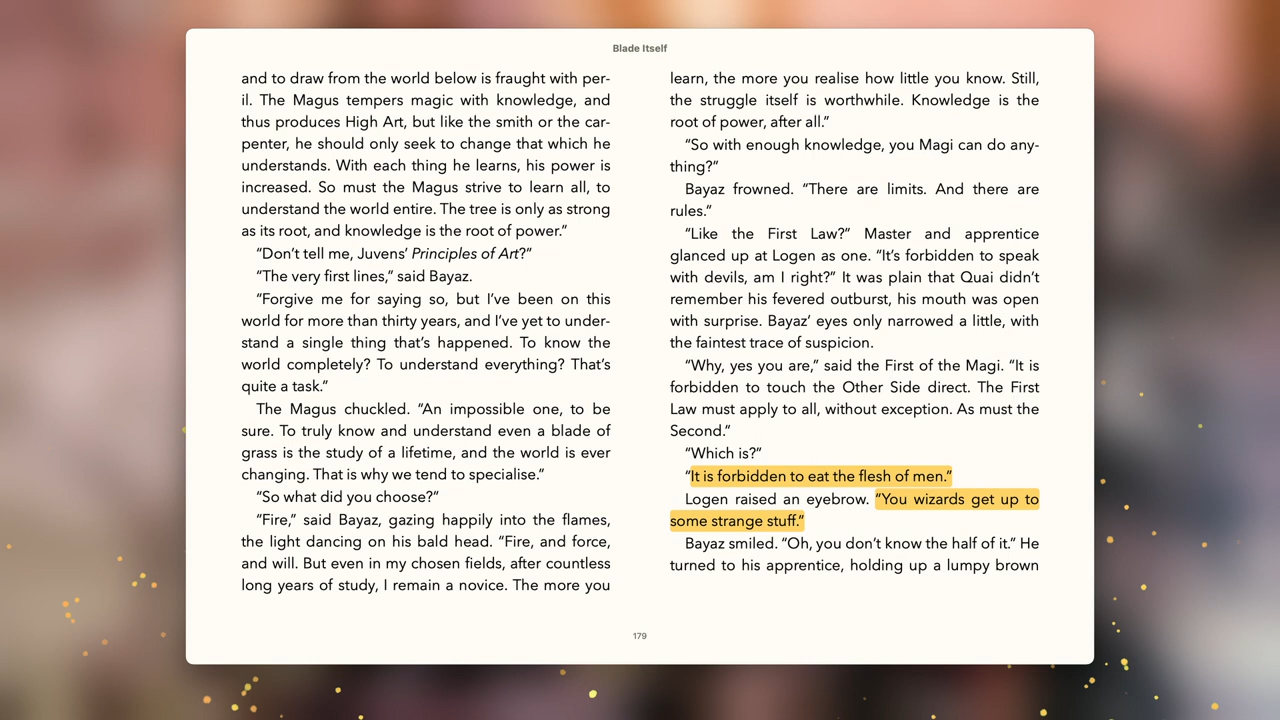 Blade Itself
and to draw from the world below is fraught with per-
il. The Magus tempers magic with knowledge, and
thus produces High Art, but like the smith or the car-
penter, he should only seek to change that which he
understands. With each thing he learns, his power is
increased. So must the Magus strive to learn all, to
understand the world entire. The tree is only as strong
as its root, and knowledge is the root of power.”
“Don’t tell me, Juvens’ Principles of Art?”
“The very first lines,” said Bayaz.
“Forgive me for saying so, but I’ve been on this
world for more than thirty years, and I’ve yet to under-
stand a single thing that’s happened. To know the
world completely? To understand everything? That’s
quite a task.”
The Magus chuckled. “An impossible one, to be
sure. To truly know and understand even a blade of
grass is the study of a lifetime, and the world is ever
changing. That is why we tend to specialise.”
“So what did you choose?”
“Fire,” said Bayaz, gazing happily into the flames,
the light dancing on his bald head. “Fire, and force,
and will. But even in my chosen fields, after countless
long years of study, I remain a novice. The more you
learn, the more you realise how little you know. Still,
the struggle itself is worthwhile. Knowledge is the
root of power, after all.”
“So with enough knowledge, you Magi can do any-
thing?”
Bayaz frowned. “There are limits. And there are
rules.”
“Like the First Law?” Master and apprentice
glanced up at Logen as one. “It’s forbidden to speak
with devils, am I right?” It was plain that Quai didn’t
remember his fevered outburst, his mouth was open
with surprise. Bayaz’ eyes only narrowed a little, with
the faintest trace of suspicion.
“Why, yes you are,” said the First of the Magi. “It is
forbidden to touch the Other Side direct. The First
Law must apply to all, without exception. As must the
Second.”
“Which is?”
“It is forbidden to eat the flesh of men.”
Logen raised an eyebrow. “You wizards get up to
some strange stuff.”
Bayaz smiled. “Oh, you don’t know the half of it.” He
turned to his apprentice, holding up a lumpy brown
179